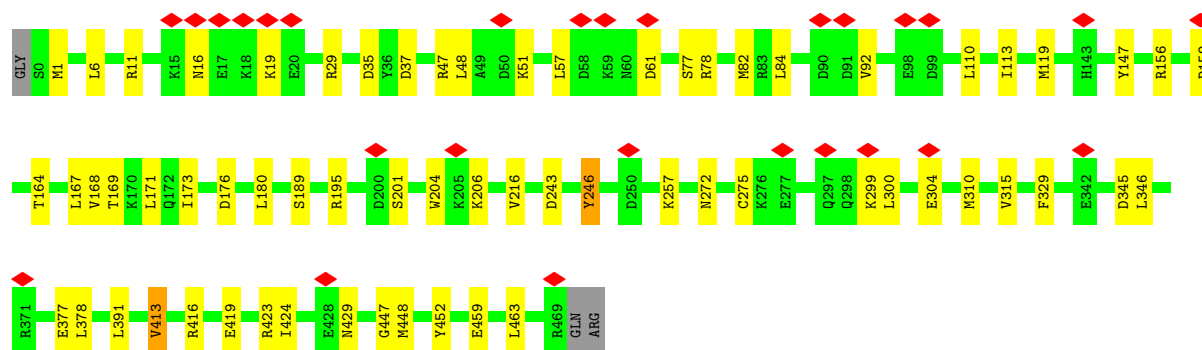 GLY S0 M1 L6 R11 K15 N16 E17 K18 K19 E20 R29 D35 Y36 D37 R47 L48 A49 D50 K51 L57 D58 K59 N60 D61 S77 R78 M82 R83 L84 D90 D91 V92 E98 D99 L110 I113 M119 H143 Y147 R156
T164 L167 V168 T169 K170 L171 Q172 I173 D176 L180 S189 R195 D200 S201 W204 K205 K206 V216 D243 Y246 D250 K257 N272 C275 K276 E277 Q297 Q298 K299 L300 E304 M310 V315 F329 E342 D345 L346
R371 E377 L378 L391 V413 R416 E419 R423 I424 E428 N429 G447 M448 Y452 E459 L463 R469 GLN ARG